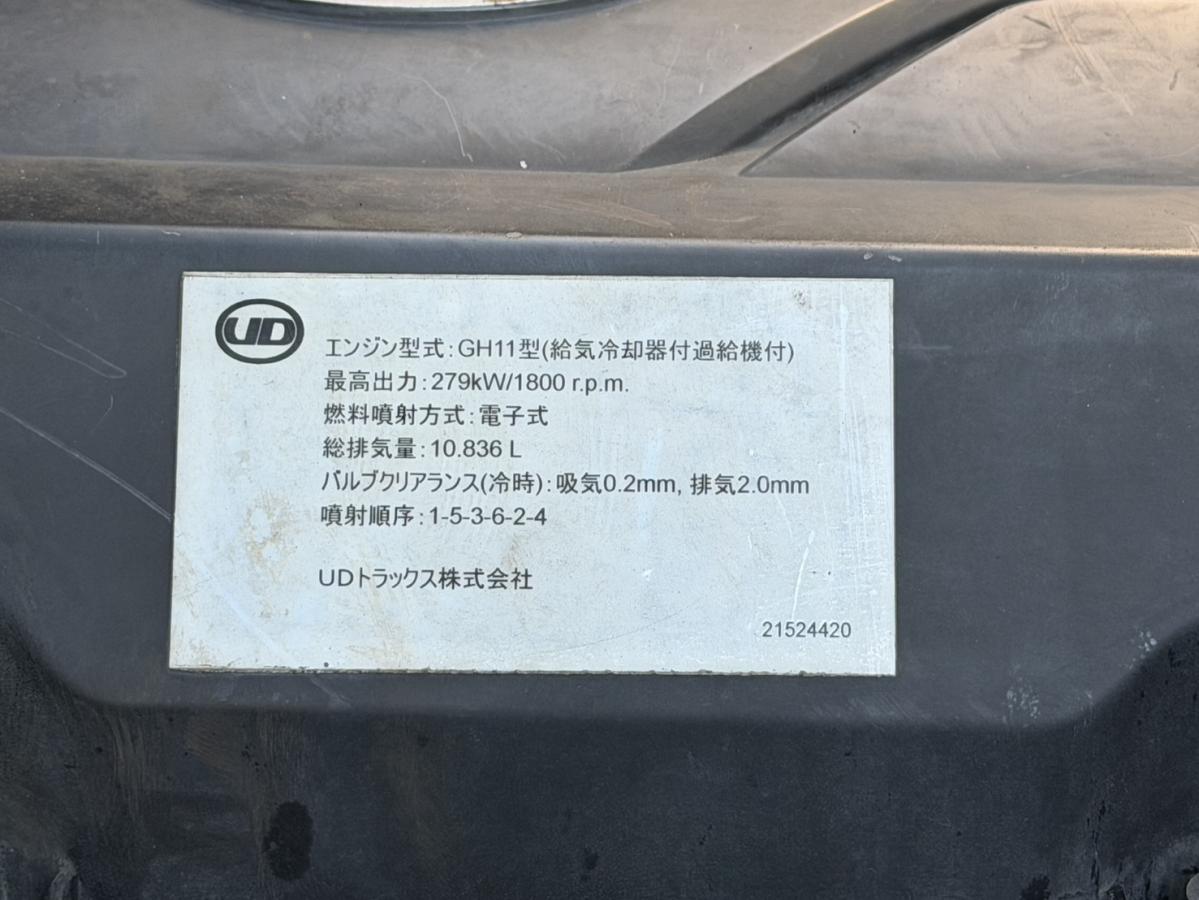 UD
エンジン型式:GH11型(給気冷却器付過給機付)
最高出力:279kW/1800 r.p.m.
燃料噴射方式:電子式
総排気量:10.836 L
バルブクリアランス(冷時):吸気0.2mm, 排気2.0mm
噴射順序:1-5-3-6-2-4
UDトラックス株式会社
21524420